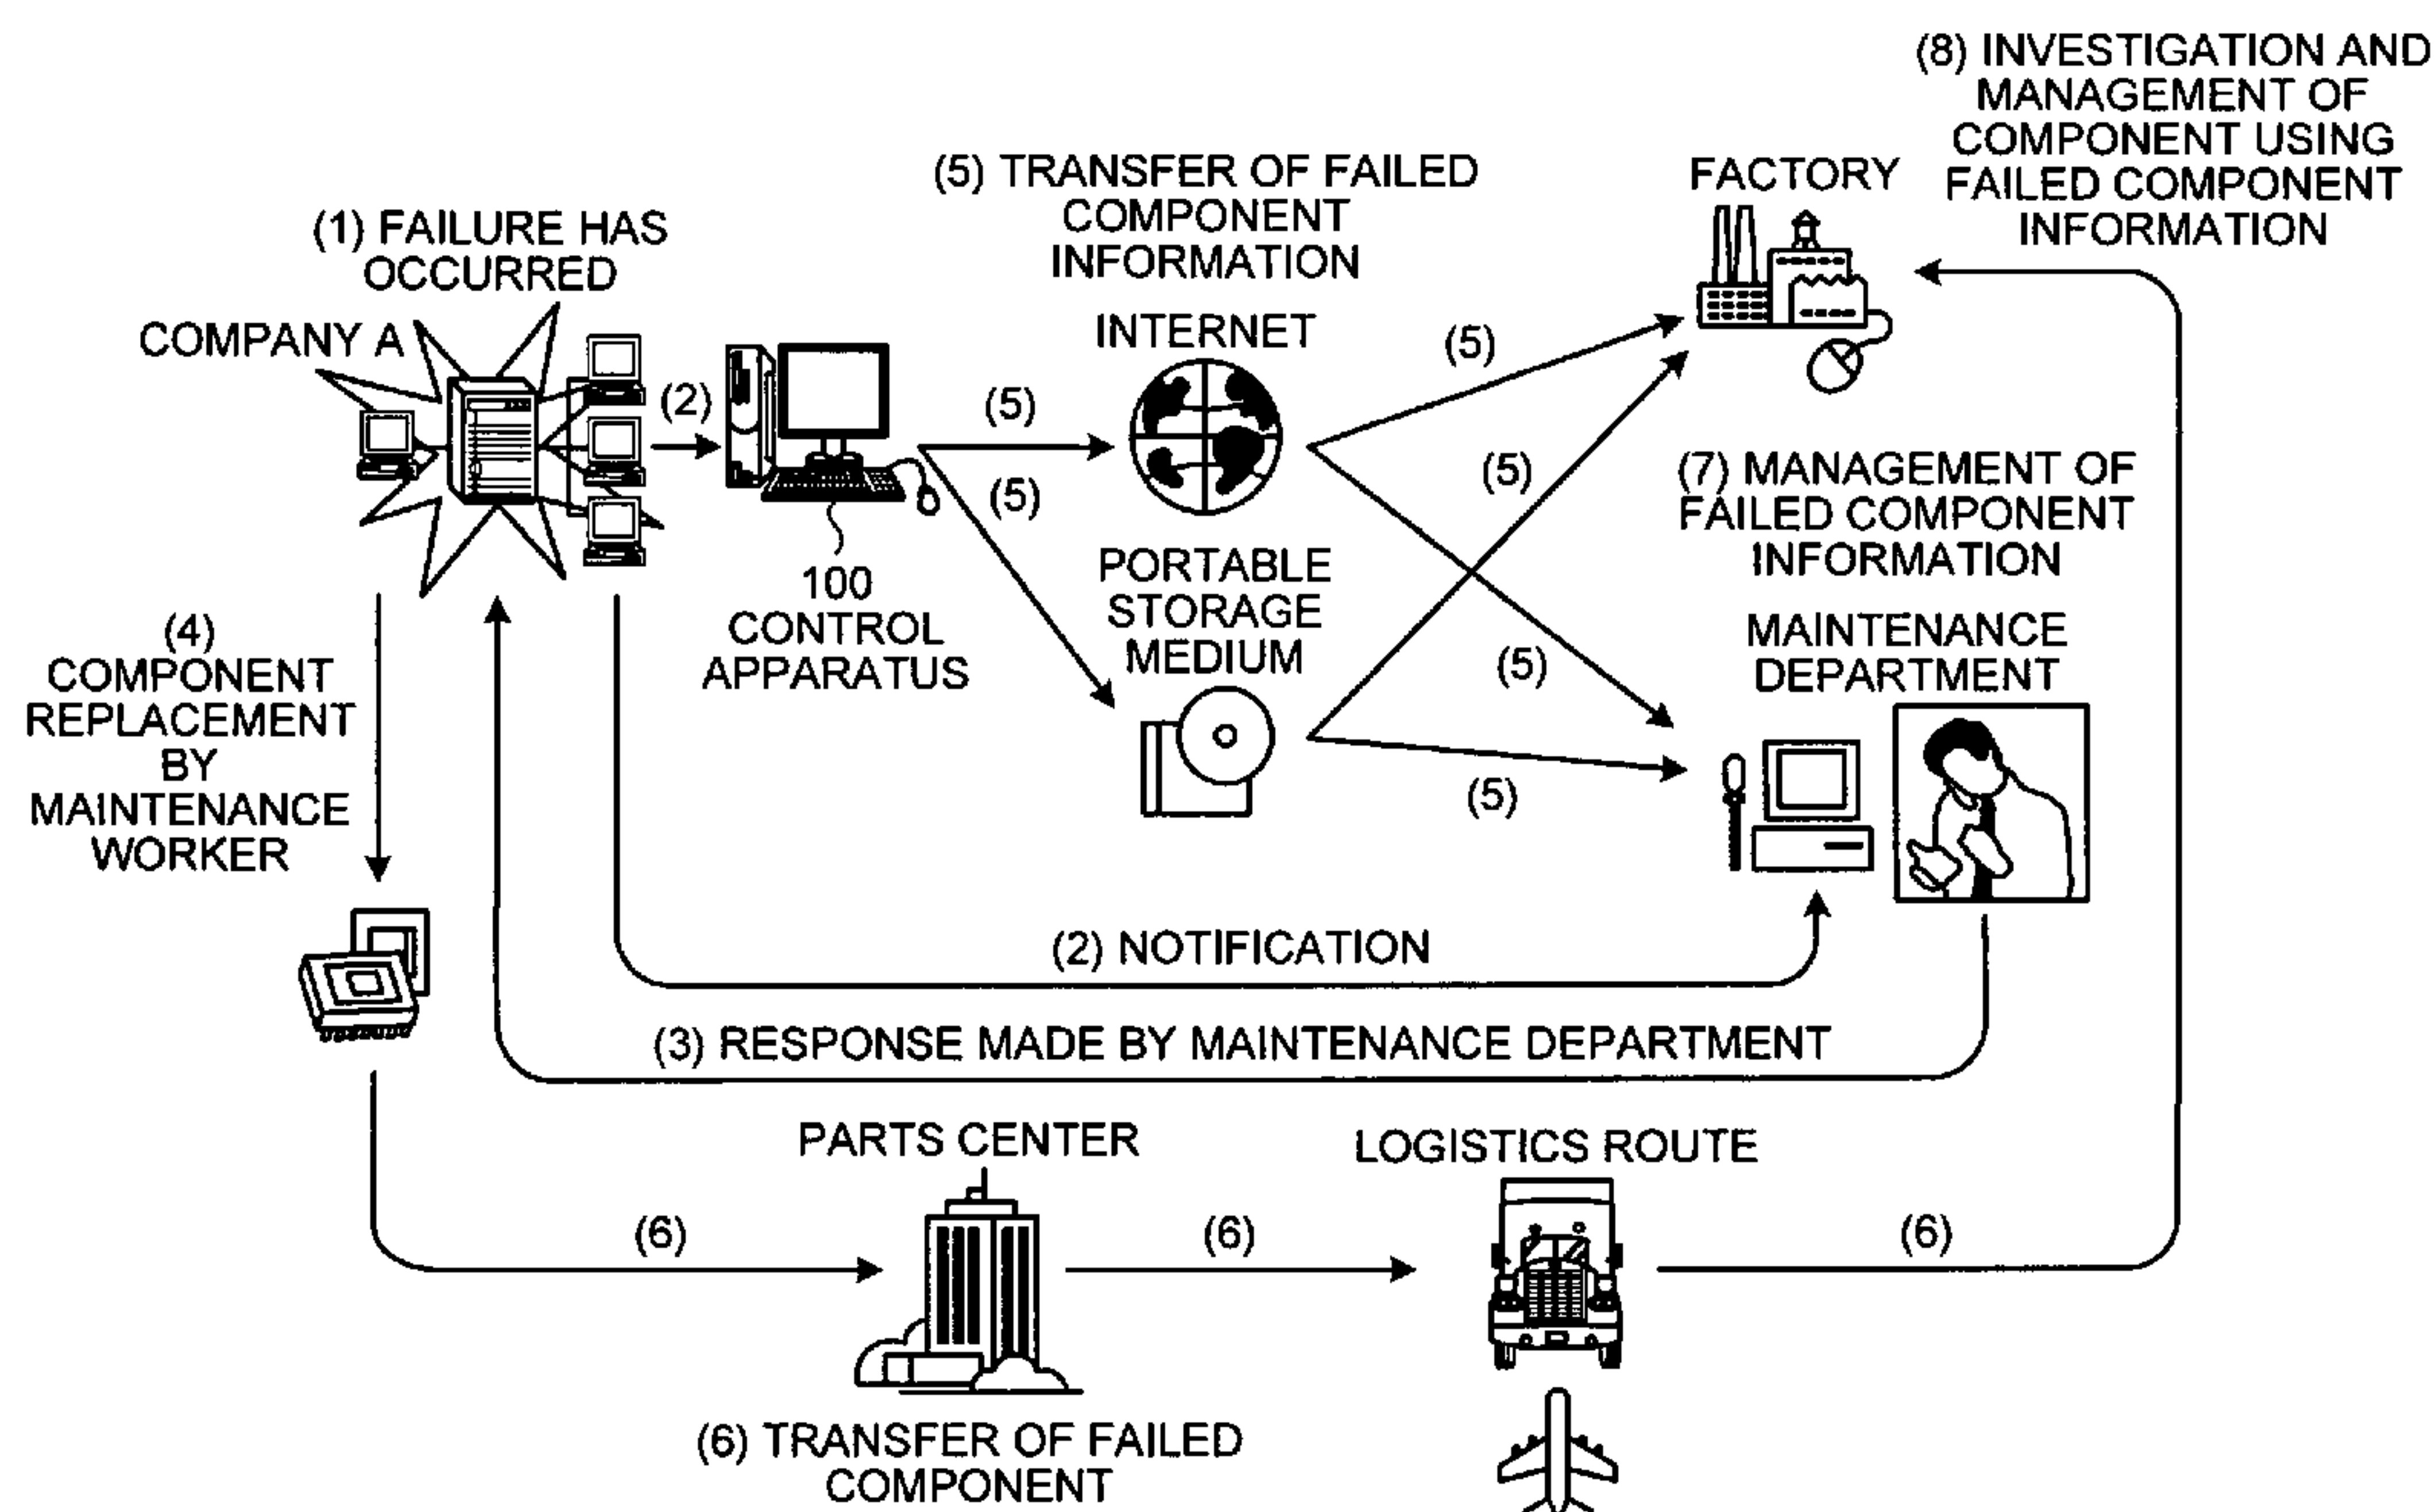 (8) INVESTIGATION AND
MANAGEMENT OF
COMPONENT USING
FAILED COMPONENT
INFORMATION
(5) TRANSFER OF FAILED
COMPONENT
INFORMATION
FACTORY
(1) FAILURE HAS
OCCURRED
COMPANY A
INTERNET
(2)
(5)
(5)
(5)
(5)
(5)
(5)
(7) MANAGEMENT OF
FAILED COMPONENT
INFORMATION
100
CONTROL
APPARATUS
PORTABLE
STORAGE
MEDIUM
MAINTENANCE
DEPARTMENT
(4)
COMPONENT
REPLACEMENT
BY
MAINTENANCE
WORKER
(2) NOTIFICATION
(3) RESPONSE MADE BY MAINTENANCE DEPARTMENT
PARTS CENTER
LOGISTICS ROUTE
(6)
(6)
(6)
(6) TRANSFER OF FAILED
COMPONENT